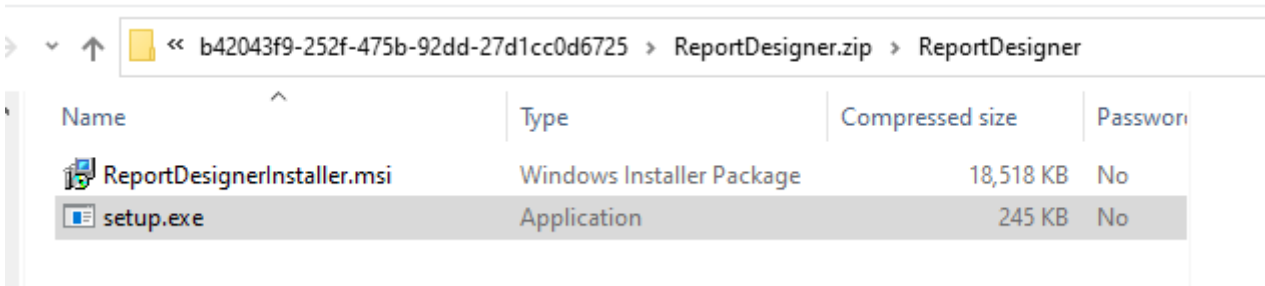 « b42043f9-252f-475b-92dd-27d1cc0d6725 > ReportDesigner.zip > ReportDesigner
Name Type Compressed size Passwor
ReportDesignerInstaller.msi Windows Installer Package 18,518 KB No
setup.exe Application 245 KB No